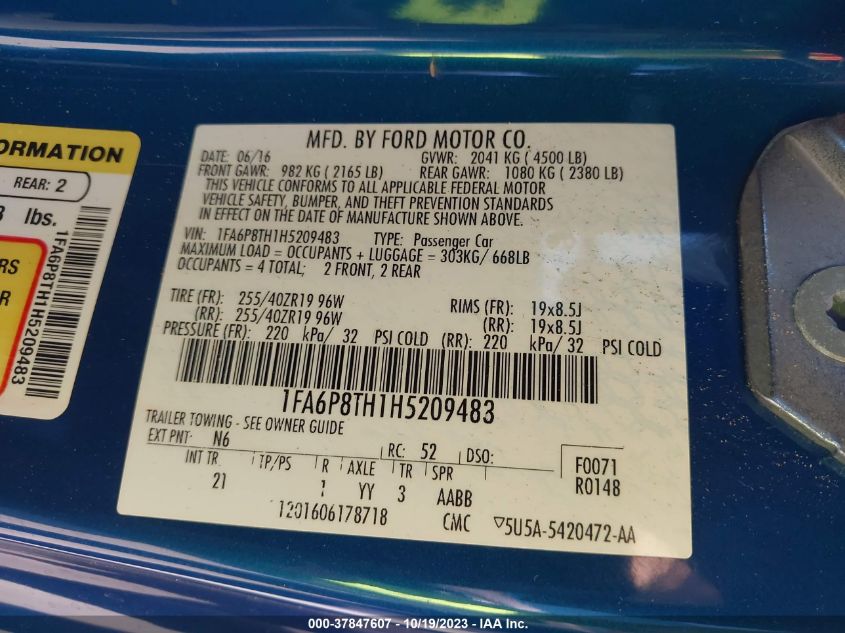 ORMATION
REAR: 2
lbs.
RS
1FA6P8TH1H5209483
MFD. BY FORD MOTOR CO.
DATE: 06/16 GVWR: 2041 KG ( 4500 LB)
FRONT GAWR: 982 KG ( 2165 LB) REAR GAWR: 1080 KG ( 2380 LB)
THIS VEHICLE CONFORMS TO ALL APPLICABLE FEDERAL MOTOR
VEHICLE SAFETY, BUMPER, AND THEFT PREVENTION STANDARDS
IN EFFECT ON THE DATE OF MANUFACTURE SHOWN ABOVE.
VIN: 1FA6P8TH1H5209483 TYPE: Passenger Car
MAXIMUM LOAD = OCCUPANTS + LUGGAGE = 303KG/ 668LB
OCCUPANTS = 4 TOTAL; 2 FRONT, 2 REAR
TIRE (FR): 255/40ZR19 96W RIMS (FR): 19x8.5J
(RR): 255/40ZR19 96W (RR): 19x8.5J
PRESSURE (FR): 220 kPa/ 32 PSI COLD (RR): 220 kPa/ 32 PSI COLD
1FA6P8TH1H5209483
TRAILER TOWING - SEE OWNER GUIDE
EXT PNT: N6 RC: 52 DSO: F0071
INT TR TP/PS R AXLE TR SPR R0148
21 1 YY 3 AABB
1201606178718 CMC ▽5U5A-5420472-AA
000-37847607 - 10/19/2023 - IAA Inc.